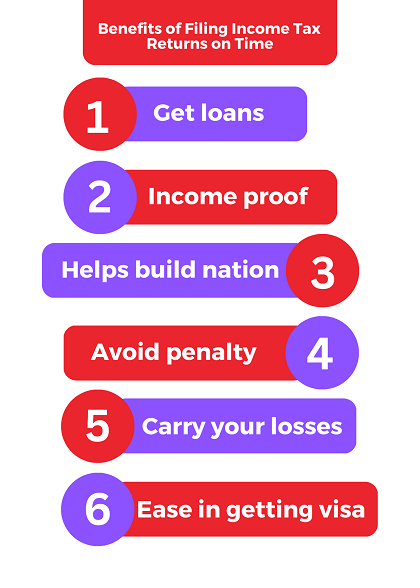 Benefits of Filing Income Tax
Returns on Time
1 Get loans
2 Income proof
Helps build nation 3
Avoid penalty 4
5 Carry your losses
6 Ease in getting visa